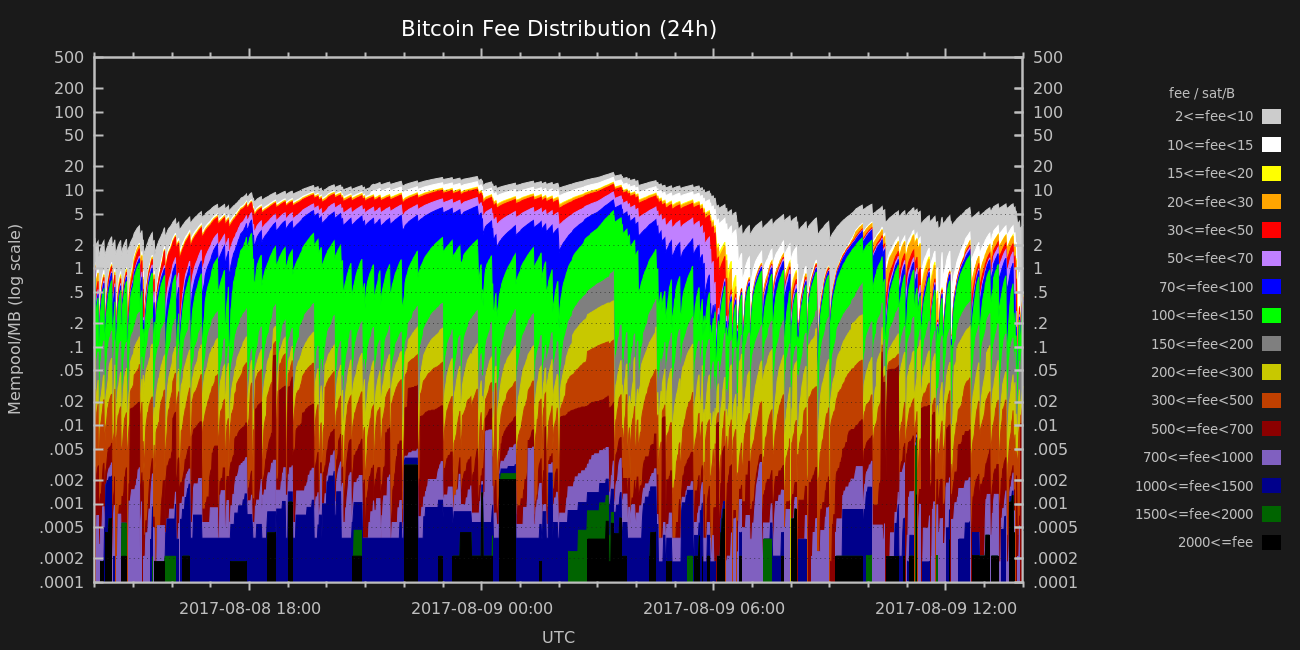 Bitcoin Fee Distribution (24h)
Mempool/MB (log scale)
500
200
100
50
20
10
5
2
1
.5
.2
.1
.05
.02
.01
.005
.002
.001
.0005
.0002
.0001
500
200
100
50
20
10
5
2
1
.5
.2
.1
.05
.02
.01
.005
.002
.001
.0005
.0002
.0001
2017-08-08 18:00
2017-08-09 00:00
2017-08-09 06:00
2017-08-09 12:00
UTC
fee / sat/B
2<=fee<10
10<=fee<15
15<=fee<20
20<=fee<30
30<=fee<50
50<=fee<70
70<=fee<100
100<=fee<150
150<=fee<200
200<=fee<300
300<=fee<500
500<=fee<700
700<=fee<1000
1000<=fee<1500
1500<=fee<2000
2000<=fee